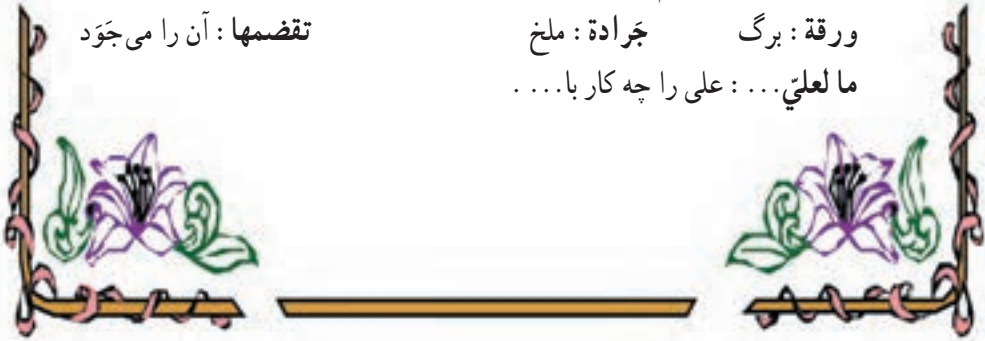 ورقة : برگ جَرادة : ملخ تقضمها : آن را می‌جَوَد
ما لعليّ... : علی را چه کار با.... .